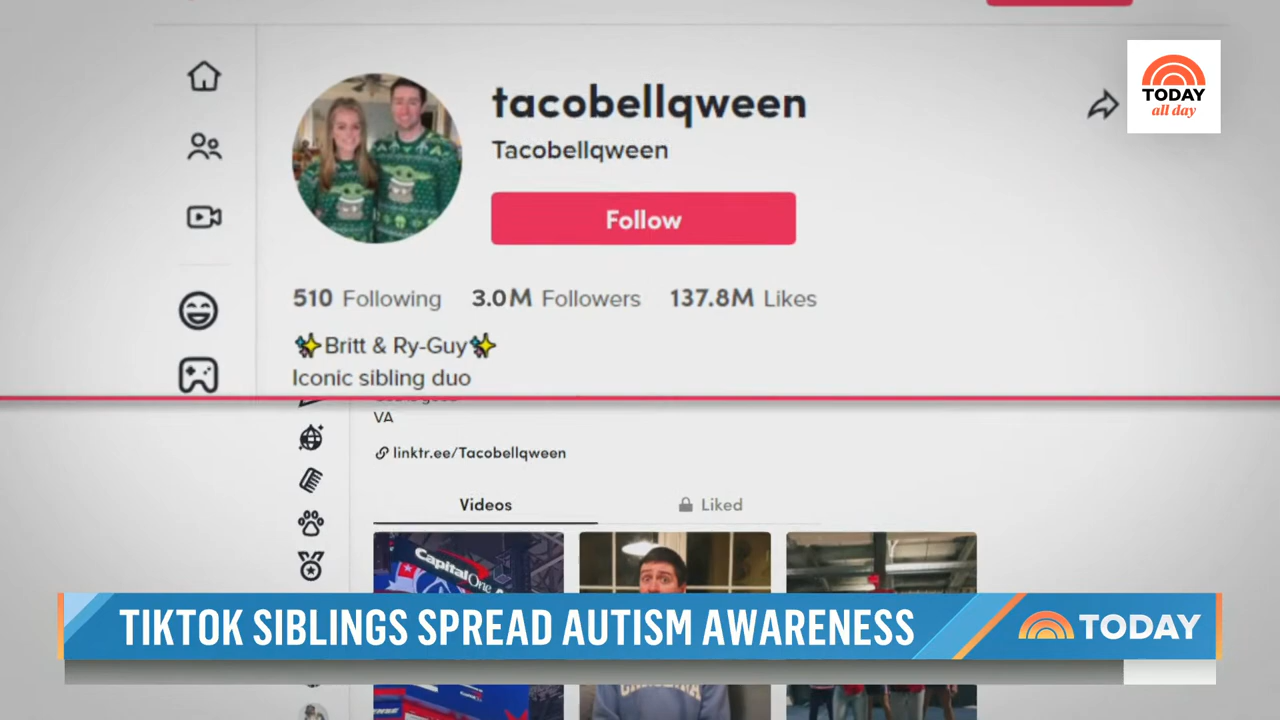 TODAY
all day
tacobellqween
Tacobellqween
Follow
510 Following 3.0M Followers 137.8M Likes
✨Britt & Ry-Guy✨
Iconic sibling duo
VA
linktr.ee/Tacobellqween
Videos
Liked
Capital One
TIKTOK SIBLINGS SPREAD AUTISM AWARENESS
TODAY